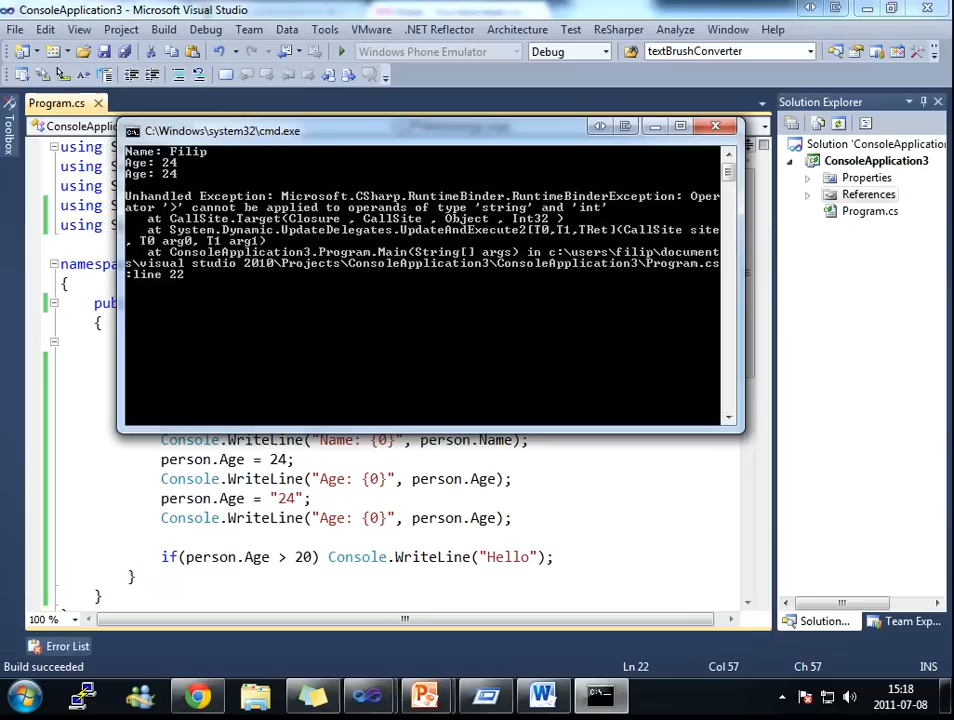 ConsoleApplication3 - Microsoft Visual Studio
File Edit View Project Build Debug Team Data Tools VMware .NET Reflector Architecture Test ReSharper Analyze Window Help
Windows Phone Emulator Debug textBrushConverter
Program.cs
Solution Explorer
Toolbox
C:\Windows\system32\cmd.exe
Name: Filip
Age: 24
Age: 24
Unhandled Exception: Microsoft.CSharp.RuntimeBinder.RuntimeBinderException: Oper
ator '>' cannot be applied to operands of type 'string' and 'int'
at CallSite.Target(Closure , CallSite , Object , Int32 )
at System.Dynamic.UpdateDelegates.UpdateAndExecute2[T0,T1,TRet](CallSite site
, T0 arg0, T1 arg1)
at ConsoleApplication3.Program.Main(String[] args) in c:\users\filip\document
s\visual studio 2010\Projects\ConsoleApplication3\ConsoleApplication3\Program.cs
:line 22
ConsoleApplic
using S
using S
using S
using S
using S
namespac
{
pub
{
Console.WriteLine("Name: {0}", person.Name);
person.Age = 24;
Console.WriteLine("Age: {0}", person.Age);
person.Age = "24";
Console.WriteLine("Age: {0}", person.Age);
if(person.Age > 20) Console.WriteLine("Hello");
}
}
100 %
Solution 'ConsoleApplication3
ConsoleApplication3
Properties
References
Program.cs
Solution... Team Exp...
Error List
Build succeeded Ln 22 Col 57 Ch 57 INS
15:18
2011-07-08